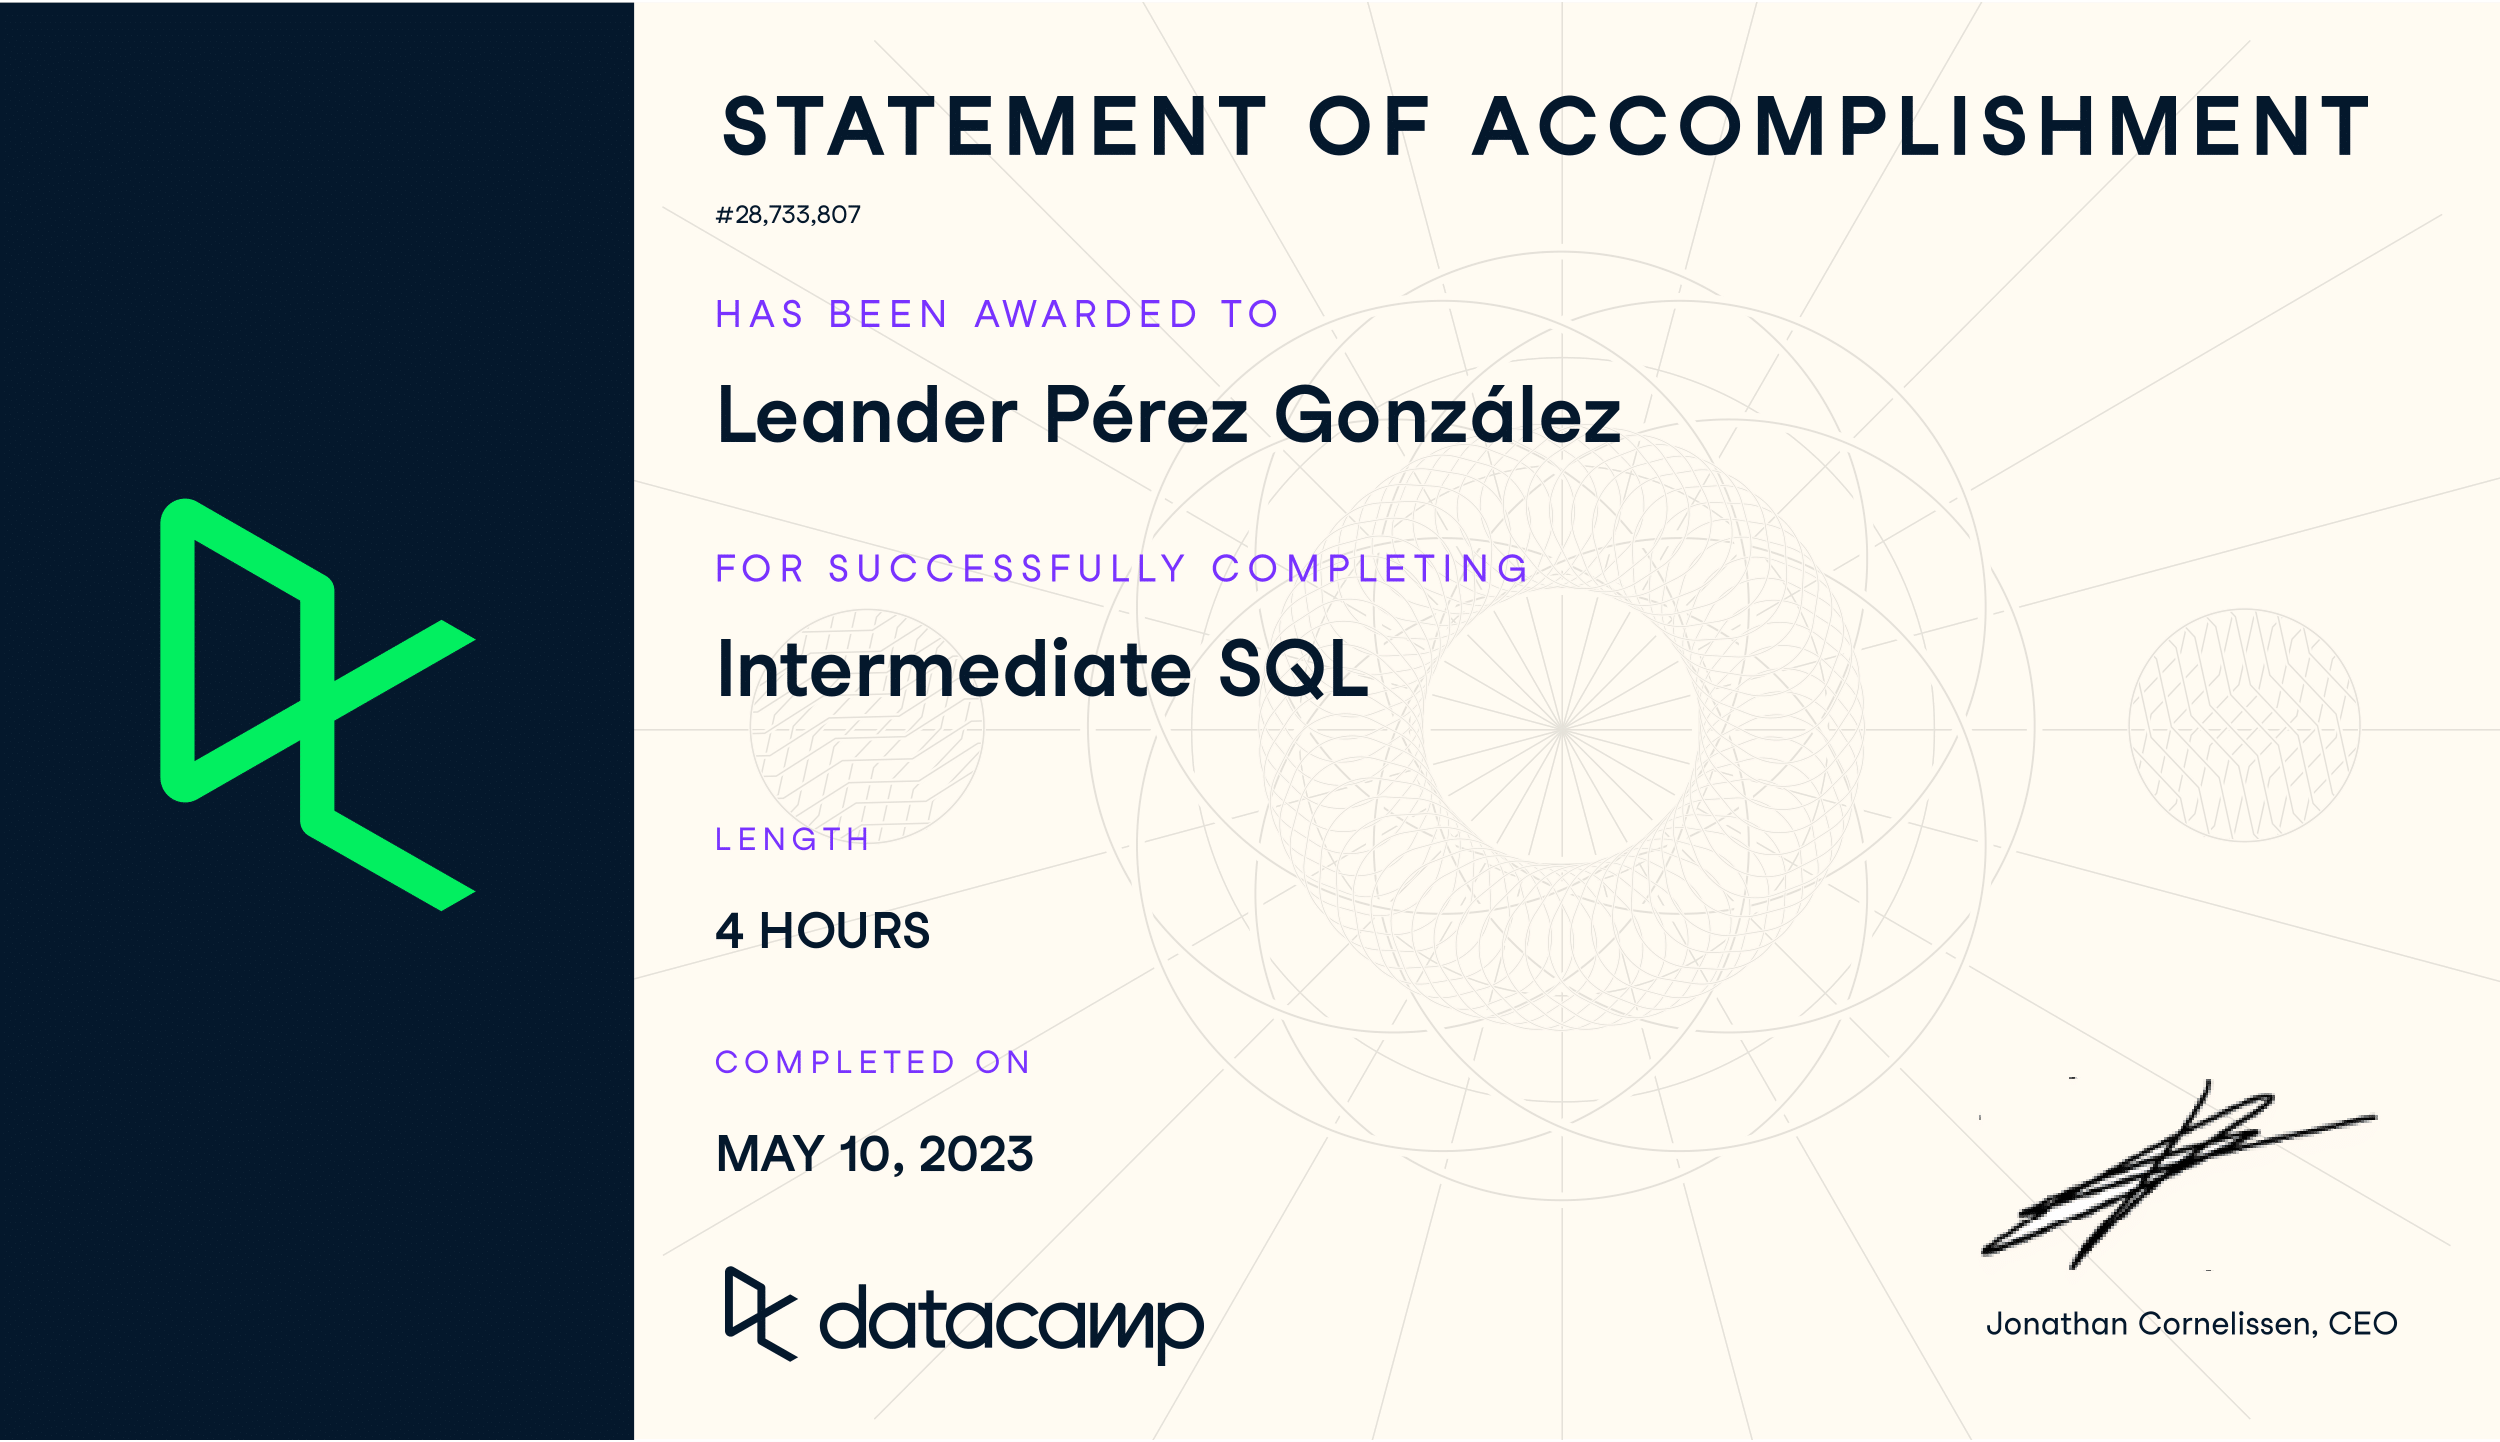 STATEMENT OF ACCOMPLISHMENT
#28,733,807
HAS BEEN AWARDED TO
Leander Pérez González
FOR SUCCESSFULLY COMPLETING
Intermediate SQL
LENGTH
4 HOURS
COMPLETED ON
MAY 10, 2023
datacamp
Jonathan Cornelissen, CEO